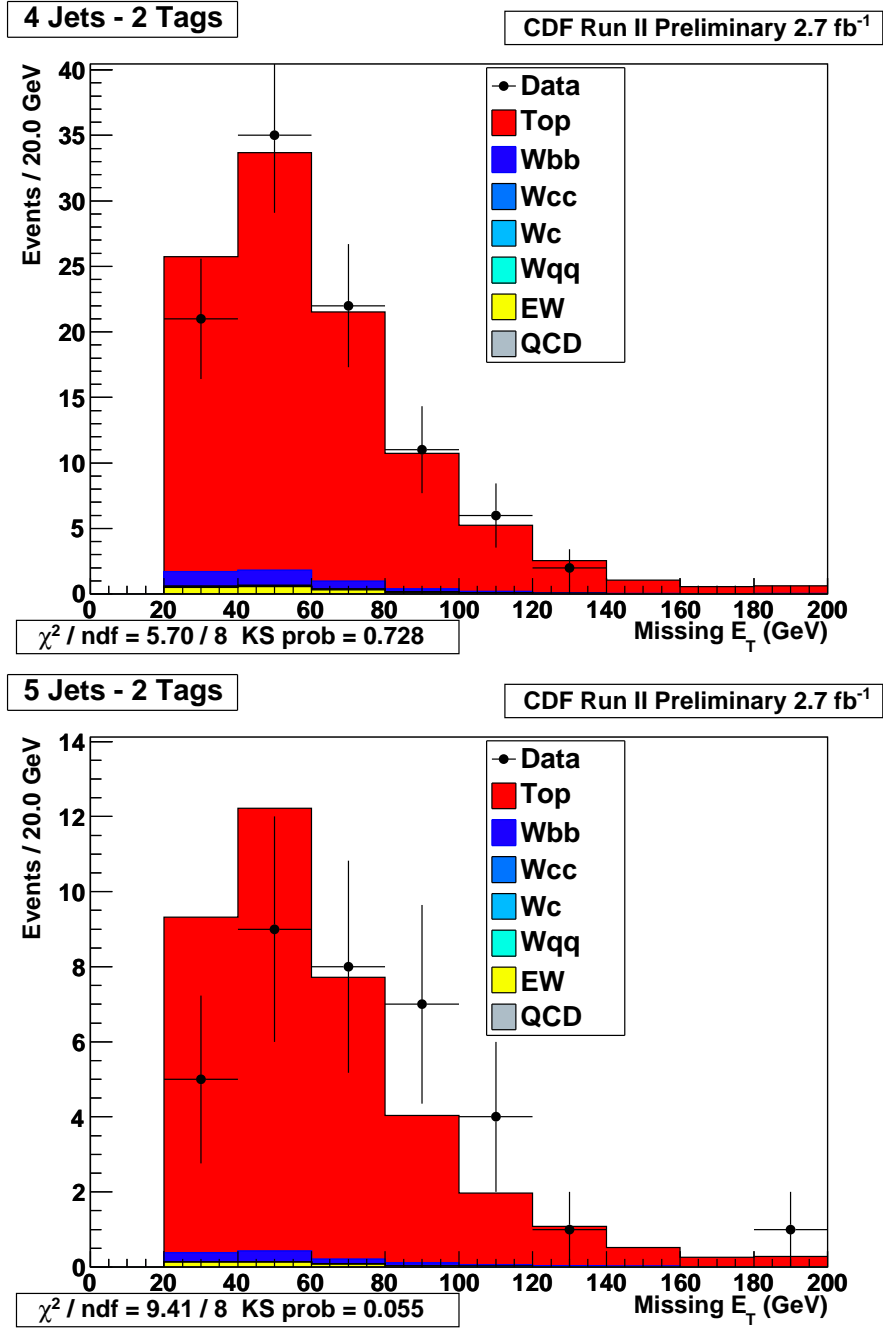 4 Jets - 2 Tags
CDF Run II Preliminary 2.7 fb⁻¹
Events / 20.0 GeV
40
35
30
25
20
15
10
5
0
Data
Top
Wbb
Wcc
Wc
Wqq
EW
QCD
0 20 40 60 80 100 120 140 160 180 200
Missing E_T (GeV)
χ² / ndf = 5.70 / 8 KS prob = 0.728
5 Jets - 2 Tags
CDF Run II Preliminary 2.7 fb⁻¹
Events / 20.0 GeV
14
12
10
8
6
4
2
0
Data
Top
Wbb
Wcc
Wc
Wqq
EW
QCD
0 20 40 60 80 100 120 140 160 180 200
Missing E_T (GeV)
χ² / ndf = 9.41 / 8 KS prob = 0.055